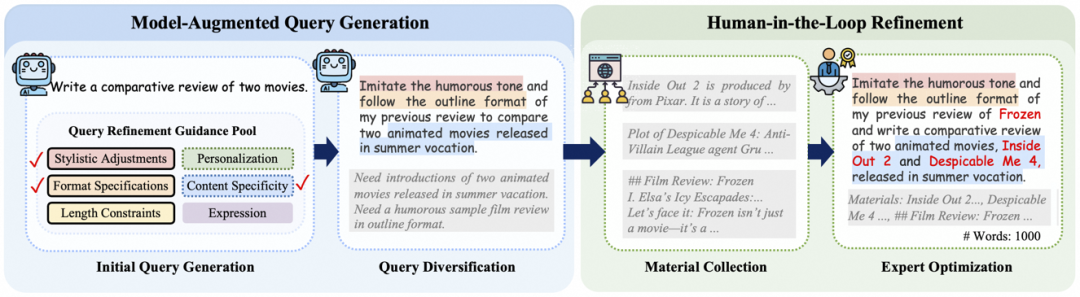 Model-Augmented Query Generation
Write a comparative review of two movies.
Query Refinement Guidance Pool
Stylistic Adjustments
Personalization
Format Specifications
Content Specificity
Length Constraints
Expression
Initial Query Generation
Imitate the humorous tone and
follow the outline format of
my previous review to compare
two animated movies released
in summer vocation.
Need introductions of two animated
movies released in summer vacation.
Need a humorous sample film review
in outline format.
Query Diversification
Human-in-the-Loop Refinement
Inside Out 2 is produced by
from Pixar. It is a story of ...
Plot of Despicable Me 4: Anti-
Villain League agent Gru ...
## Film Review: Frozen
I. Elsa's Icy Escapades:...
Let's face it: Frozen isn't just
a movie—it's a ...
Material Collection
Imitate the humorous tone and
follow the outline format of
my previous review of Frozen
and write a comparative review
of two animated movies, Inside
Out 2 and Despicable Me 4,
released in summer vocation.
Materials: Inside Out 2..., Despicable
Me 4 ..., ## Film Review: Frozen ...
# Words: 1000
Expert Optimization